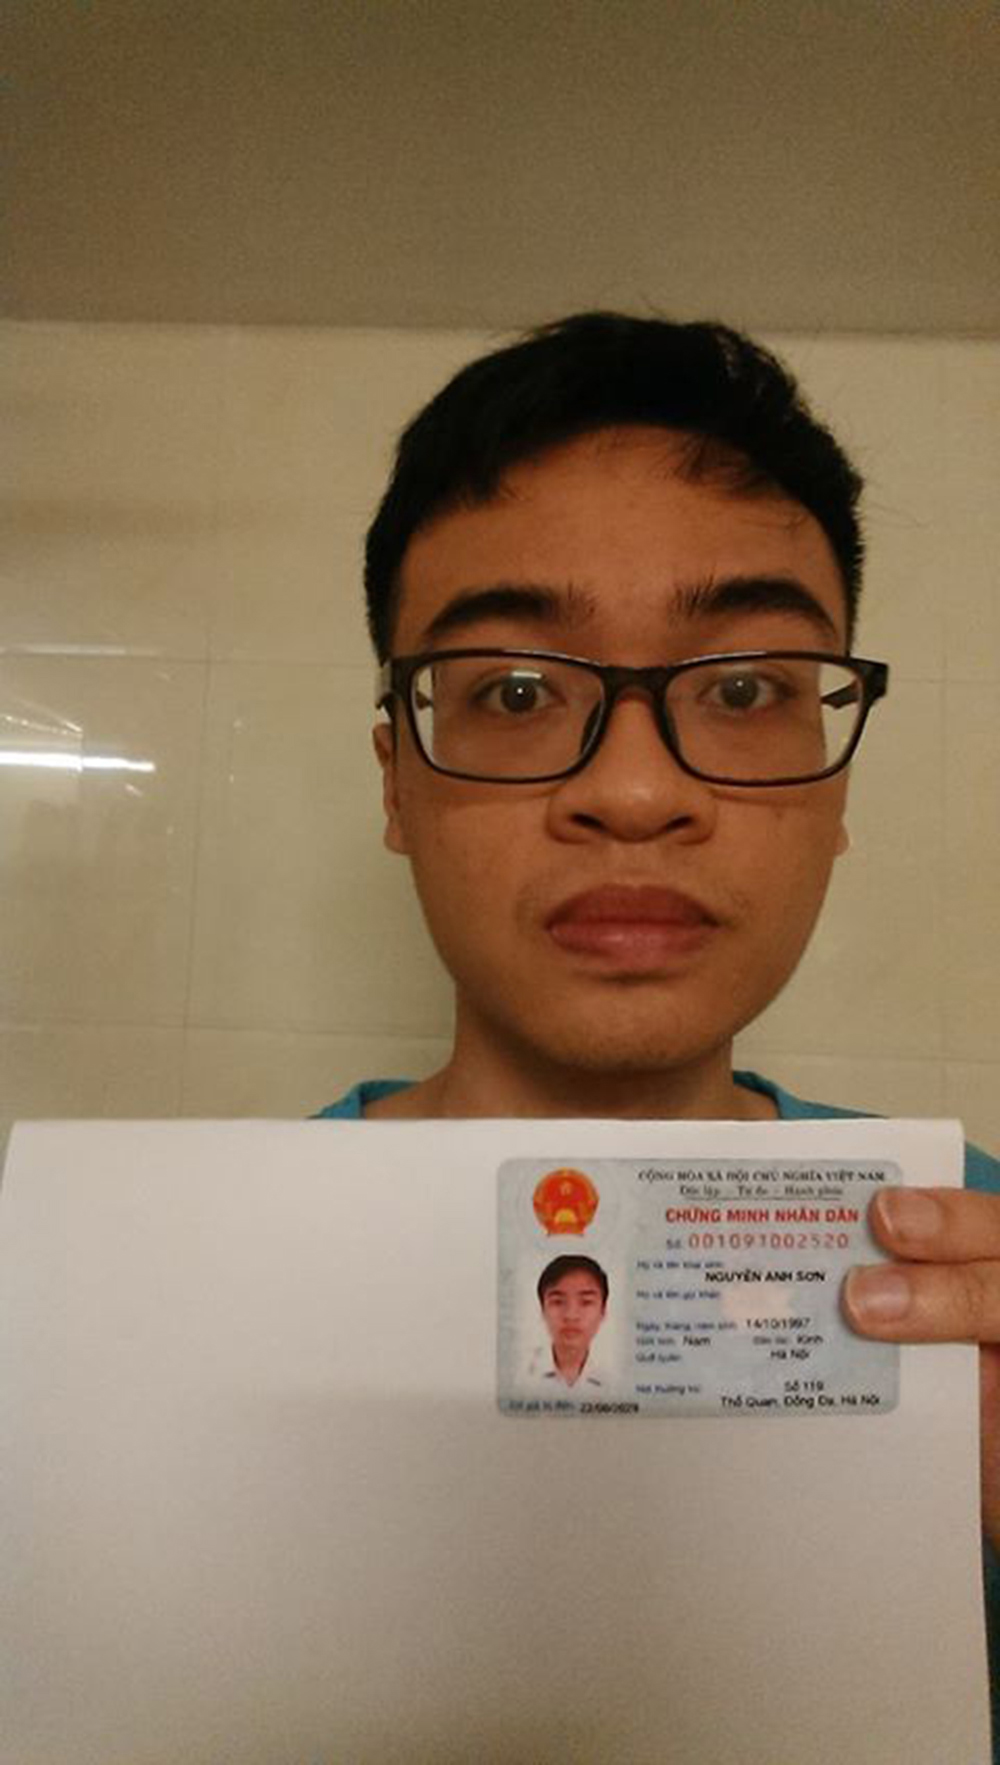 CỘNG HÒA XÃ HỘI CHỦ NGHĨA VIỆT NAM
Độc lập - Tự do - Hạnh phúc
CHỨNG MINH NHÂN DÂN
Số: 001091002520
Họ và tên khai sinh:
NGUYỄN ANH SƠN
Họ và tên gọi khác:
Ngày, tháng, năm sinh: 14/10/1997
Giới tính: Nam Dân tộc: Kinh
Quê quán: Hà Nội
Nơi thường trú: Số 119
Thổ Quan, Đống Đa, Hà Nội
Có giá trị đến: